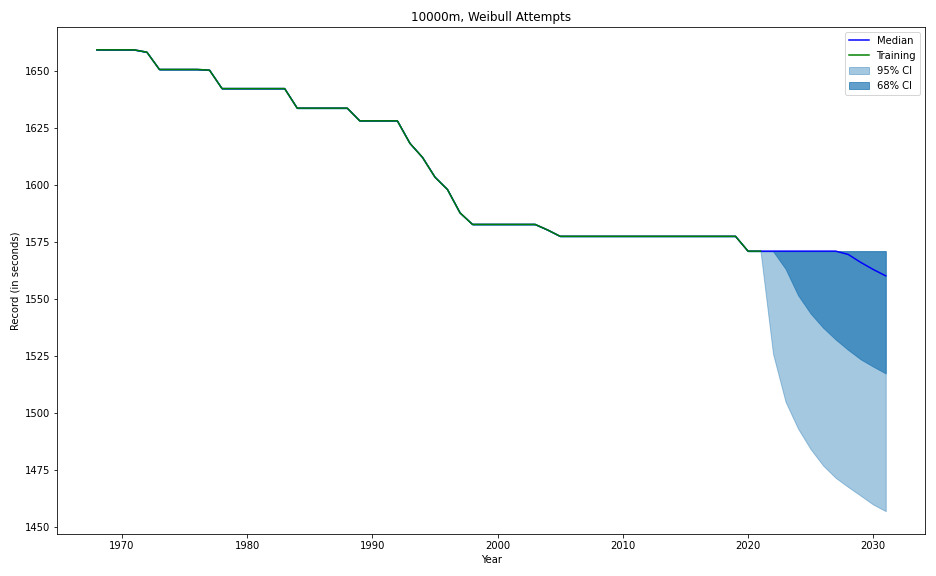 10000m, Weibull Attempts
Median
Training
95% CI
68% CI
Record (in seconds)
1650
1625
1600
1575
1550
1525
1500
1475
1450
1970
1980
1990
2000
2010
2020
2030
Year